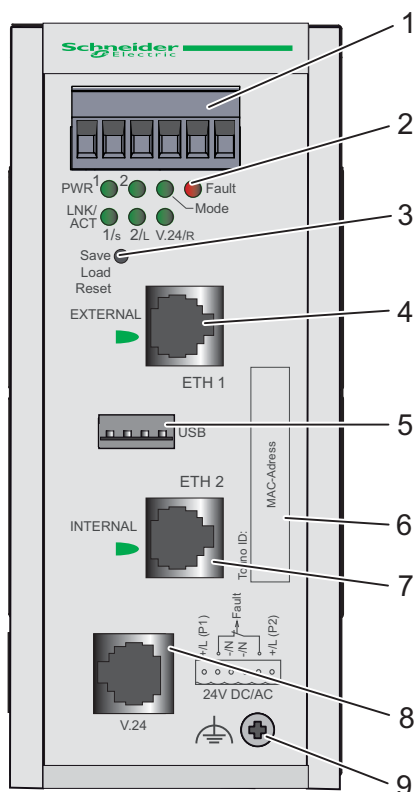 Schneider
Electric
1
2
PWR 1 2 Fault
Mode
LNK/
ACT
1/s 2/L V.24/R
3
Save
Load
Reset
EXTERNAL
4
ETH 1
5
USB
MAC-Adress
6
ETH 2
INTERNAL
7
+/L (P1)
-/N
Fault
-/N
+/L (P2)
24V DC/AC
8
V.24
9